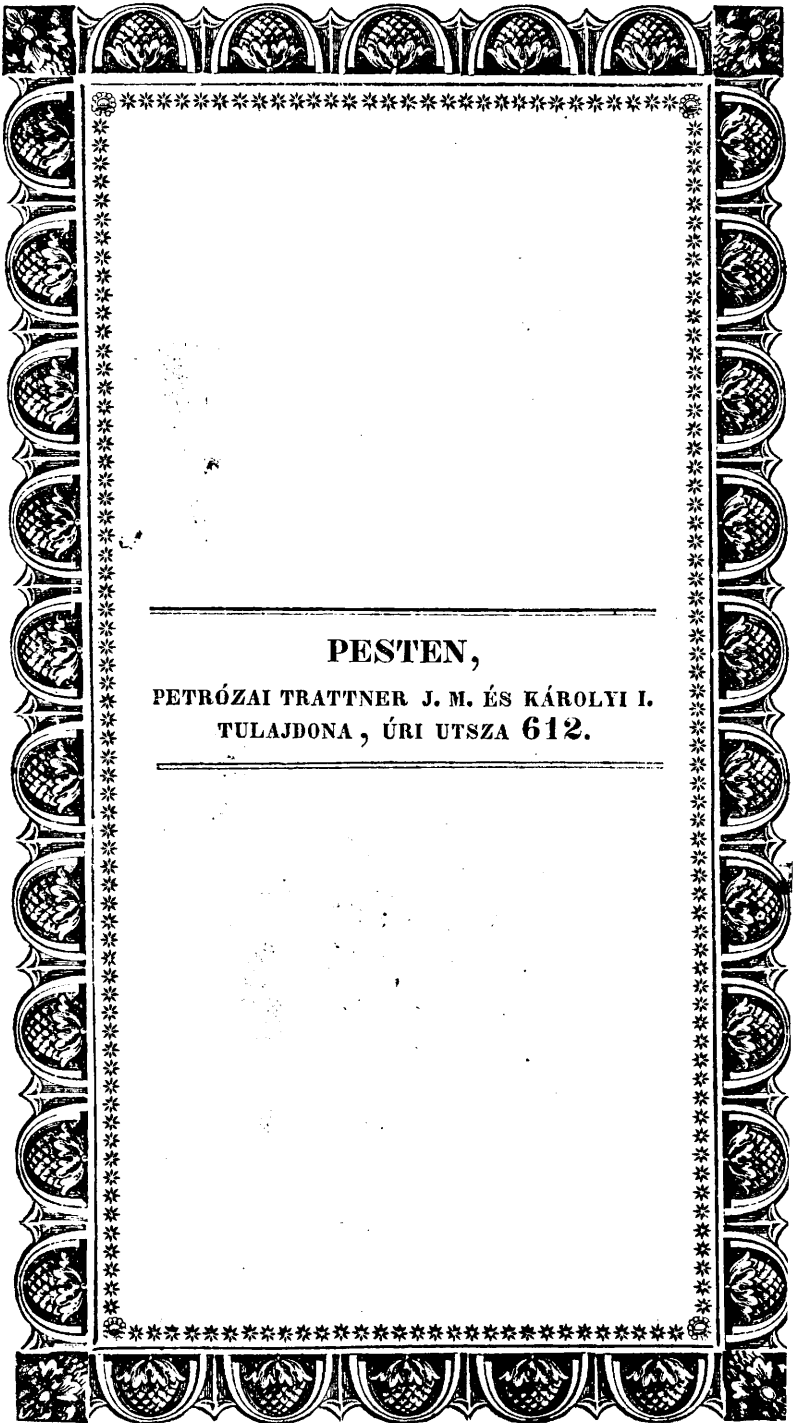 PESTEN,
PETRÓZAI TRATTNER J. M. ÉS KÁROLYI I.
TULAJDONA, ÚRI UTSZA 612.